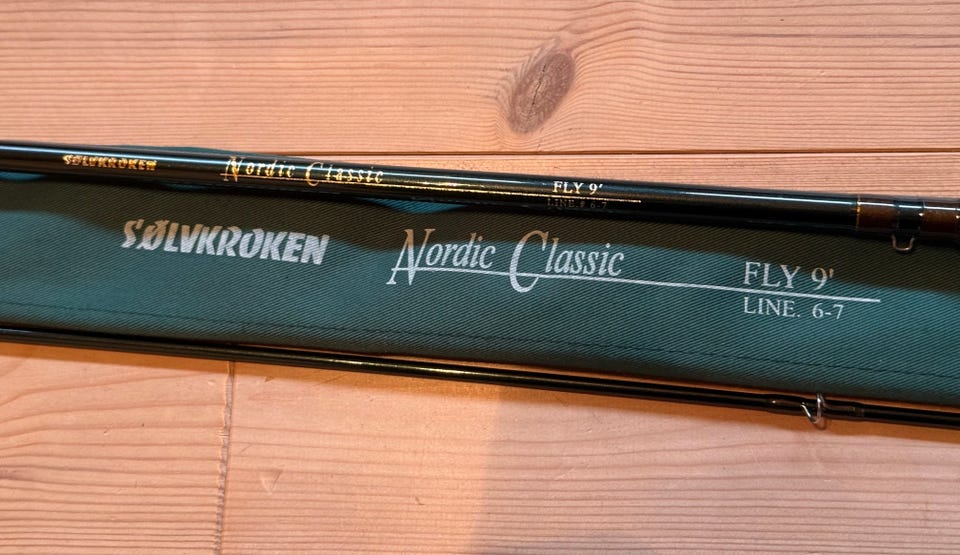 SØLVKROKEN Nordic Classic FLY 9'
LINE # 6-7
SØLVKROKEN Nordic Classic FLY 9'
LINE. 6-7